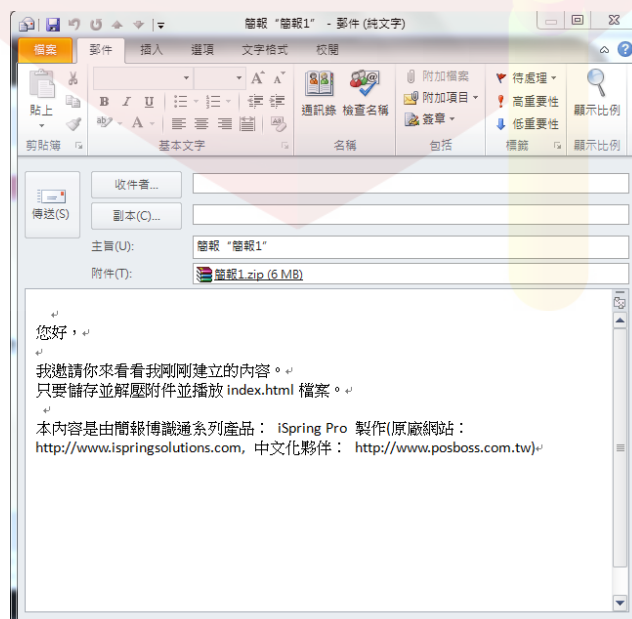 簡報 “簡報1” - 郵件 (純文字)
檔案 郵件 插入 選項 文字格式 校閱
貼上
B I U
A
通訊錄 檢查名稱
附加檔案
附加項目
簽章
待處理
高重要性
低重要性
顯示比例
剪貼簿 基本文字 名稱 包括 標籤 顯示比例
傳送(S)
收件者...
副本(C)...
主旨(U): 簡報 “簡報1”
附件(T): 簡報1.zip (6 MB)
您好，
我邀請你來看看我剛剛建立的內容。
只要儲存並解壓附件並播放 index.html 檔案。
本內容是由簡報博識通系列產品： iSpring Pro 製作(原廠網站：
http://www.ispringsolutions.com, 中文化夥伴： http://www.posboss.com.tw)